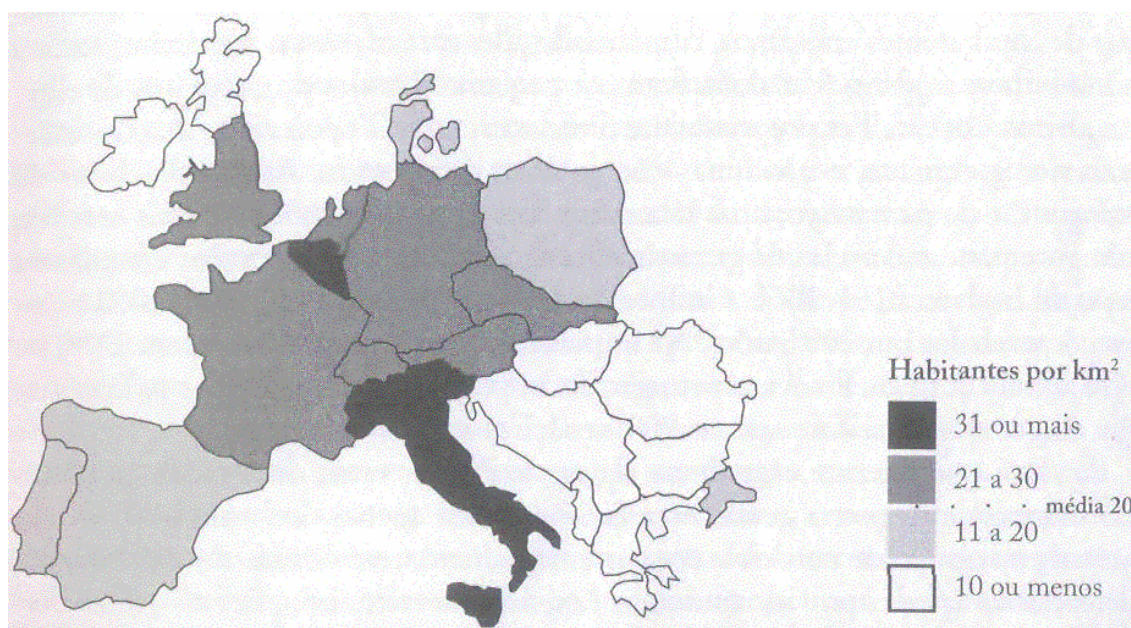 Habitantes por km²
31 ou mais
21 a 30
média 20
11 a 20
10 ou menos